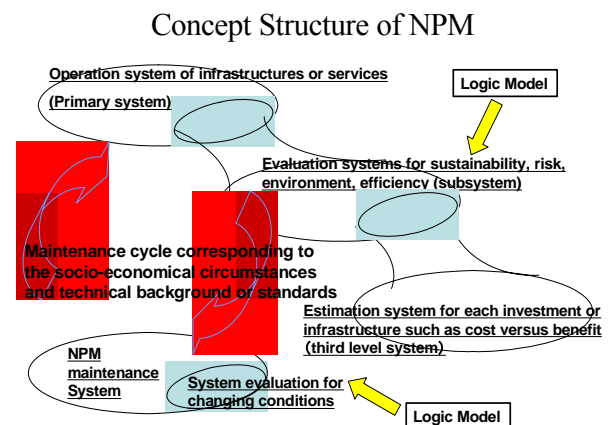 Concept Structure of NPM
Operation system of infrastructures or services
(Primary system)
Logic Model
Evaluation systems for sustainability, risk,
environment, efficiency (subsystem)
Maintenance cycle corresponding to
the socio-economical circumstances
and technical background or standards
Estimation system for each investment or
infrastructure such as cost versus benefit
(third level system)
NPM
maintenance
System
System evaluation for
changing conditions
Logic Model